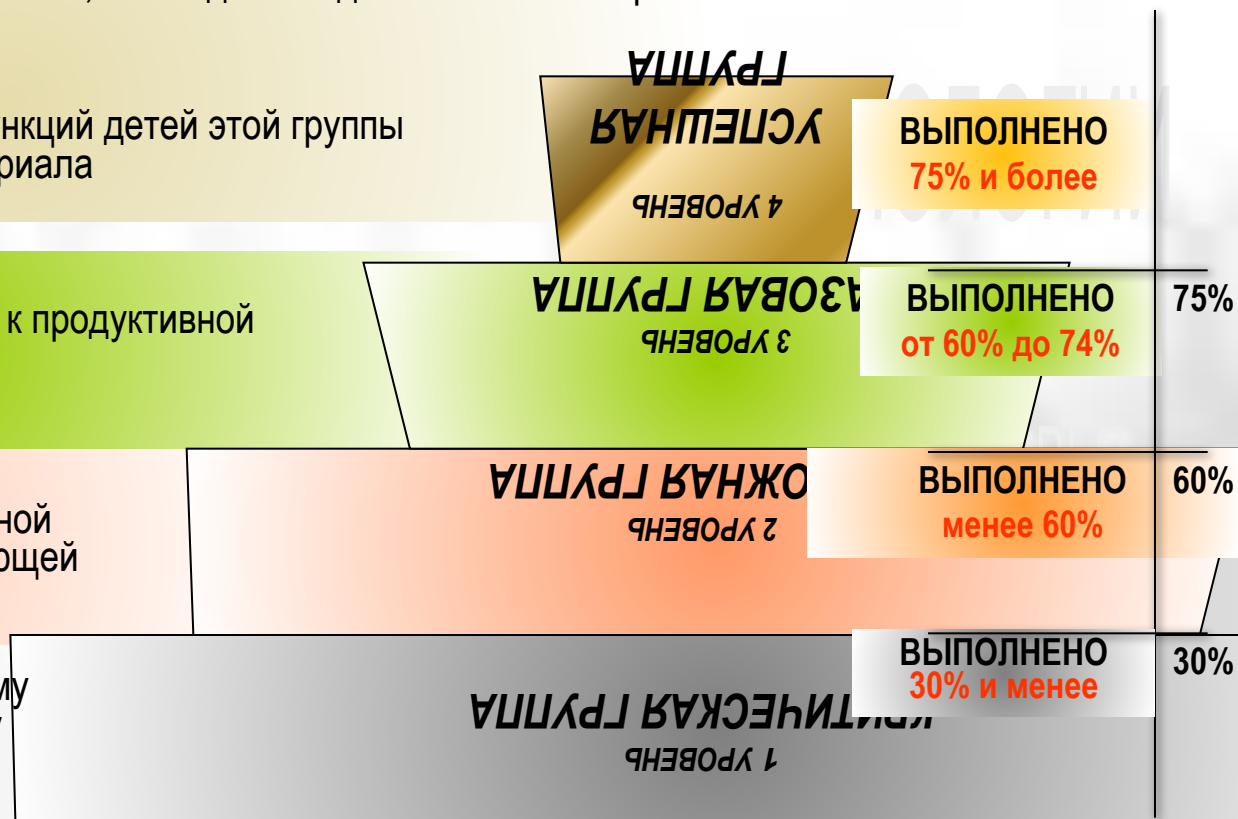 ГРУППА
УСПЕШНАЯ
4 УРОВЕНЬ
нкций детей этой группы
риала
ВЫПОЛНЕНО
75% и более
АЗОВАЯ ГРУППА
3 УРОВЕНЬ
к продуктивной
ВЫПОЛНЕНО
от 60% до 74%
75%
ОЖНАЯ ГРУППА
2 УРОВЕНЬ
ной
ющей
ВЫПОЛНЕНО
менее 60%
60%
му
КРИТИЧЕСКАЯ ГРУППА
1 УРОВЕНЬ
ВЫПОЛНЕНО
30% и менее
30%